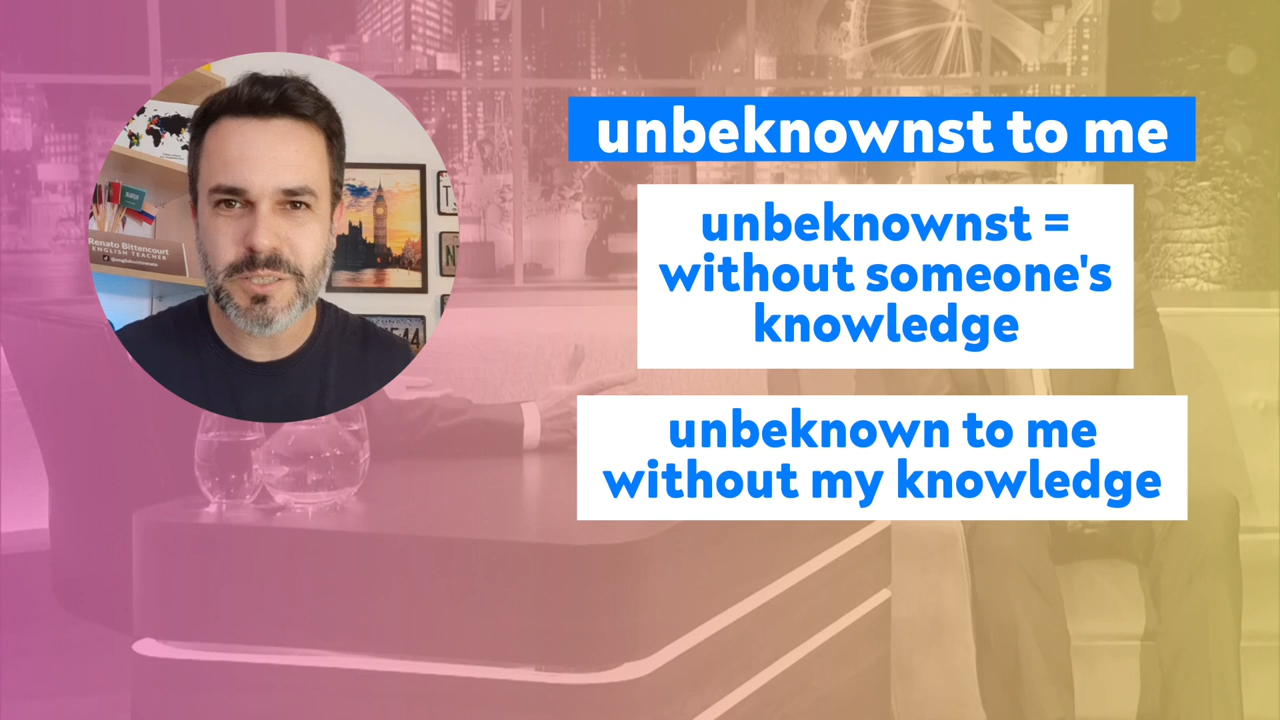 unbeknownst to me
unbeknownst =
without someone's
knowledge
unbeknown to me
without my knowledge
Renato Bittencourt
ENGLISH TEACHER